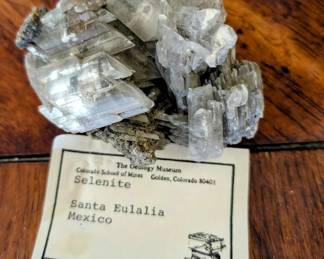 The Geology Museum
Colorado School of Mines Golden, Colorado 80401
Selenite
Santa Eulalia
Mexico